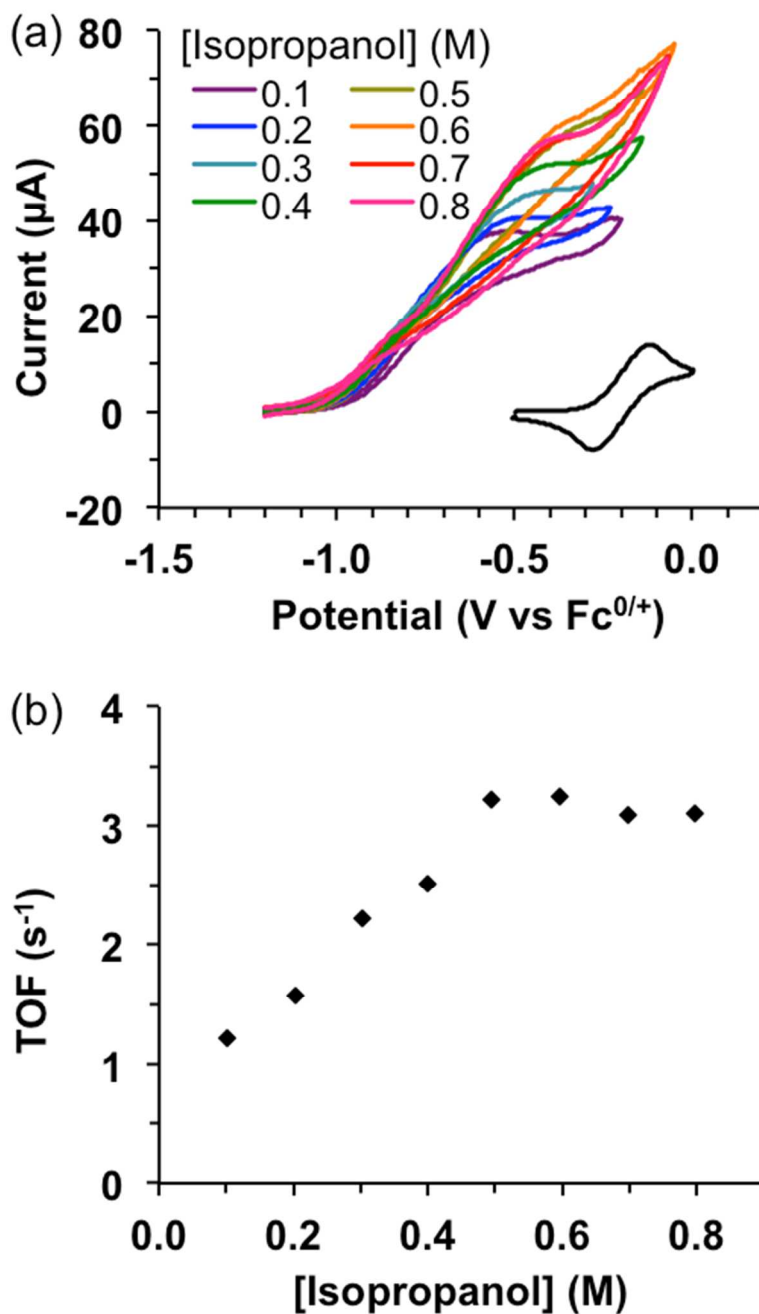 (a)
[Isopropanol] (M)
0.1 0.5
0.2 0.6
0.3 0.7
0.4 0.8
80
60
40
20
0
-20
Current (µA)
-1.5 -1.0 -0.5 0.0
Potential (V vs Fc⁰/⁺)
(b)
4
3
2
1
0
TOF (s⁻¹)
0.0 0.2 0.4 0.6 0.8
[Isopropanol] (M)